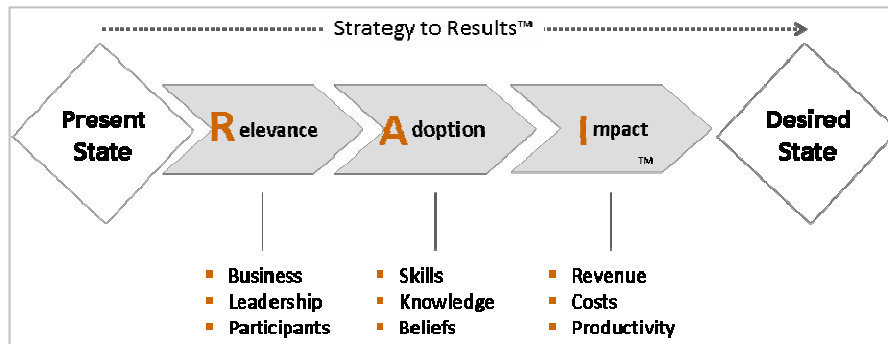 Strategy to Results™
Present
State
Relevance
Adoption
Impact
™
Desired
State
▪ Business
▪ Leadership
▪ Participants
▪ Skills
▪ Knowledge
▪ Beliefs
▪ Revenue
▪ Costs
▪ Productivity